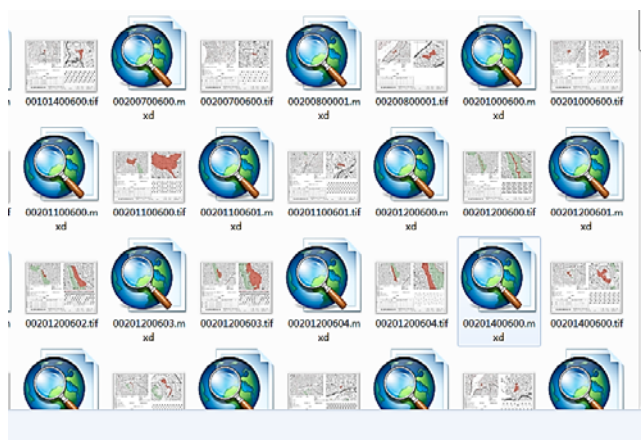 00101400600.tif 00200700600.m 00200700600.tif 00200800001.m 00200800001.tif 00201000600.m 00201000600.tif
xd xd xd
00201100600.m 00201100600.tif 00201100601.m 00201100601.tif 00201200600.m 00201200600.tif 00201200601.m
xd xd xd xd
00201200602.tif 00201200603.m 00201200603.tif 00201200604.m 00201200604.tif 00201400600.m 00201400600.tif
xd xd xd